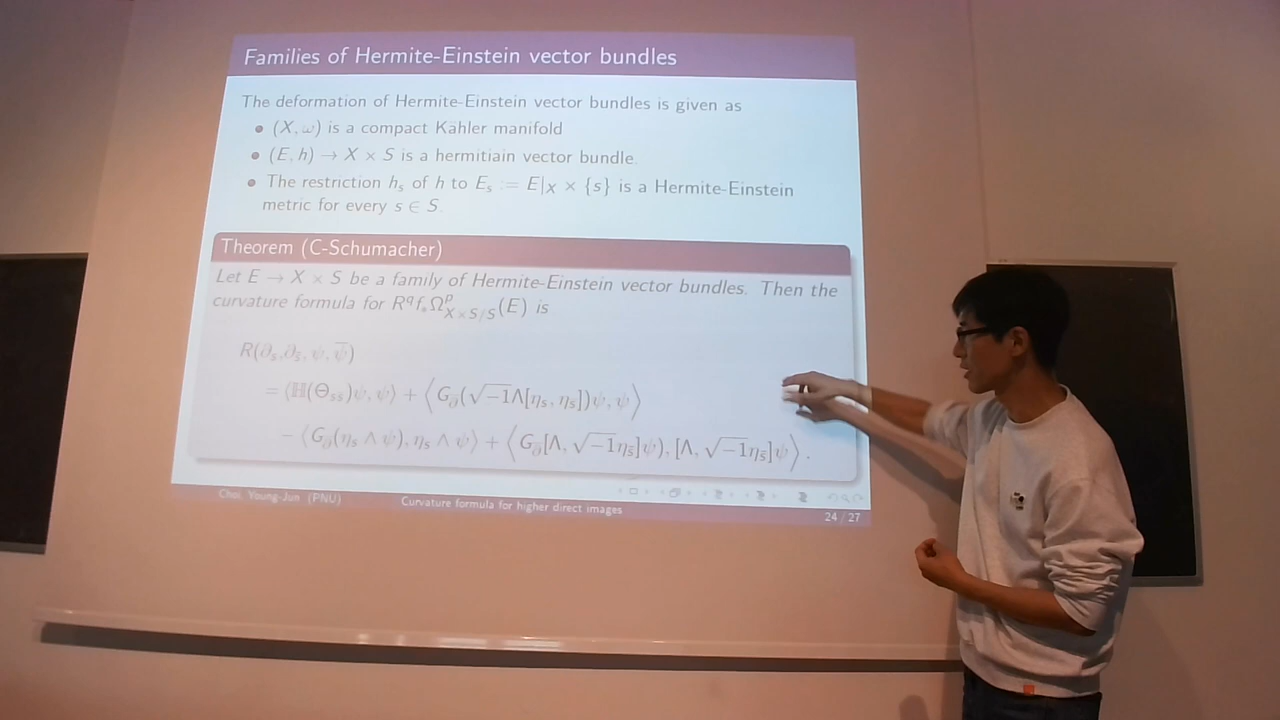 Families of Hermite-Einstein vector bundles
The deformation of Hermite-Einstein vector bundles is given as
• (X, ω) is a compact Kähler manifold
• (E, h) → X × S is a hermitiain vector bundle.
• The restriction h_s of h to E_s := E|_X × {s} is a Hermite-Einstein
metric for every s ∈ S.
Theorem (C-Schumacher)
Let E → X × S be a family of Hermite-Einstein vector bundles. Then the
curvature formula for R^q f_* Ω^p_{X×S/S}(E) is
R(∂_s, ∂_s̄, ψ, ψ̄)
= ⟨ℍ(Θ_{ss̄})ψ, ψ⟩ + ⟨G_∂̄(√−1Λ[η_s, η_s̄])ψ, ψ⟩
− ⟨G_∂̄(η_s ∧ ψ), η_s ∧ ψ⟩ + ⟨G_∂̄[Λ, √−1η_s̄]ψ), [Λ, √−1η_s̄]ψ⟩.
Choi, Young-Jun (PNU) Curvature formula for higher direct images 24 / 27